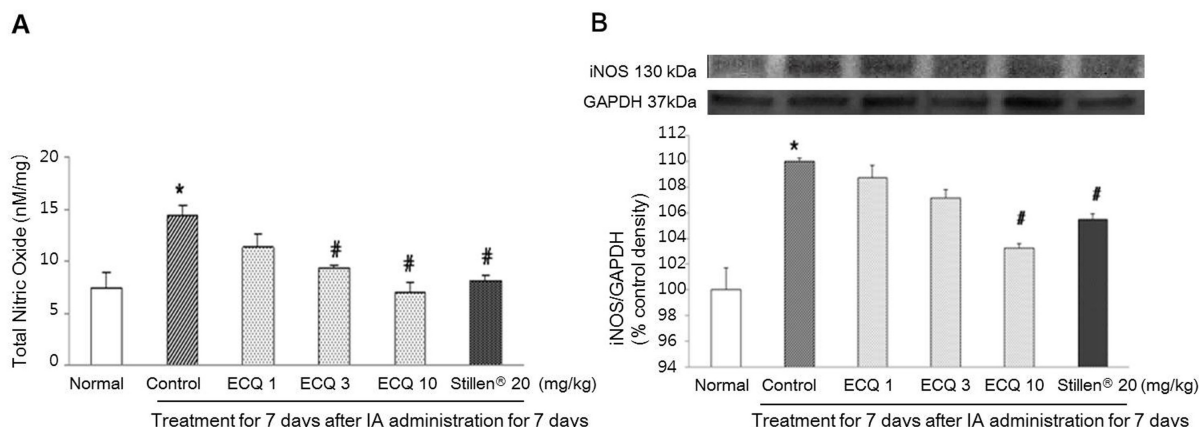 A
Total Nitric Oxide (nM/mg)
20
15
10
5
0
*
#
#
#
Normal Control ECQ 1 ECQ 3 ECQ 10 Stillen® 20 (mg/kg)
Treatment for 7 days after IA administration for 7 days
B
iNOS 130 kDa
GAPDH 37kDa
iNOS/GAPDH
(% control density)
112
110
108
106
104
102
100
98
96
94
*
#
#
Normal Control ECQ 1 ECQ 3 ECQ 10 Stillen® 20 (mg/kg)
Treatment for 7 days after IA administration for 7 days